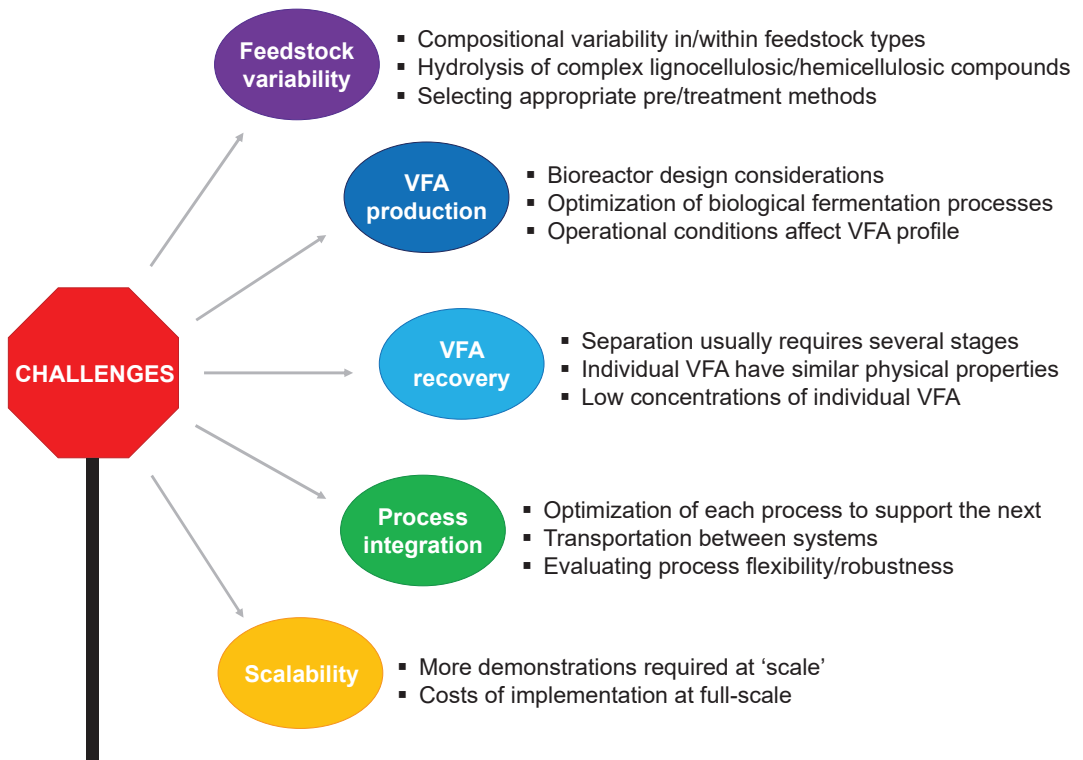 Feedstock
variability
▪ Compositional variability in/within feedstock types
▪ Hydrolysis of complex lignocellulosic/hemicellulosic compounds
▪ Selecting appropriate pre/treatment methods
VFA
production
▪ Bioreactor design considerations
▪ Optimization of biological fermentation processes
▪ Operational conditions affect VFA profile
CHALLENGES
VFA
recovery
▪ Separation usually requires several stages
▪ Individual VFA have similar physical properties
▪ Low concentrations of individual VFA
Process
integration
▪ Optimization of each process to support the next
▪ Transportation between systems
▪ Evaluating process flexibility/robustness
Scalability
▪ More demonstrations required at ‘scale’
▪ Costs of implementation at full-scale